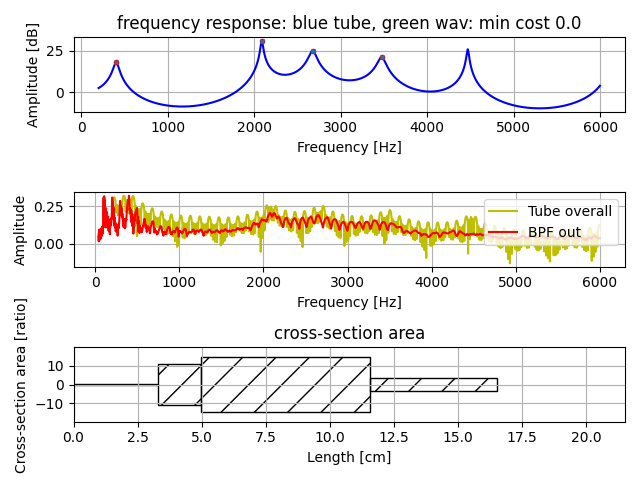 frequency response: blue tube, green wav: min cost 0.0
Amplitude [dB]
25
0
0 1000 2000 3000 4000 5000 6000
Frequency [Hz]
Amplitude
0.25
0.00
Tube overall
BPF out
0 1000 2000 3000 4000 5000 6000
Frequency [Hz]
cross-section area
Cross-section area [ratio]
10
0
−10
0.0 2.5 5.0 7.5 10.0 12.5 15.0 17.5 20.0
Length [cm]